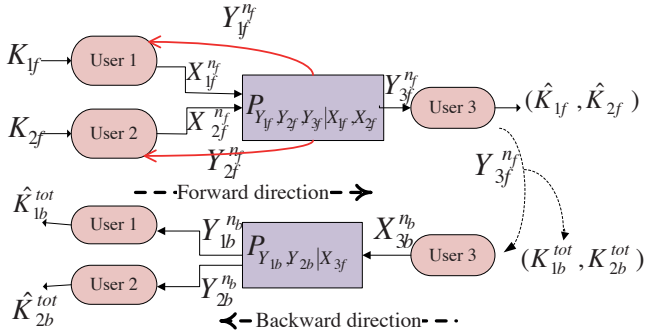 Y_{1f}^{n_f}
K_{1f} User 1 X_{1f}^{n_f}
P_{Y_{1f},Y_{2f},Y_{3f}|X_{1f},X_{2f}} Y_{3f}^{n_f} User 3 (\hat{K}_{1f}, \hat{K}_{2f})
K_{2f} User 2 X_{2f}^{n_f}
Y_{2f}^{n_f}
Y_{3f}^{n_f}
Forward direction
\hat{K}_{1b}^{tot} User 1 Y_{1b}^{n_b}
P_{Y_{1b},Y_{2b}|X_{3f}} X_{3b}^{n_b} User 3 (K_{1b}^{tot}, K_{2b}^{tot})
\hat{K}_{2b}^{tot} User 2 Y_{2b}^{n_b}
Backward direction